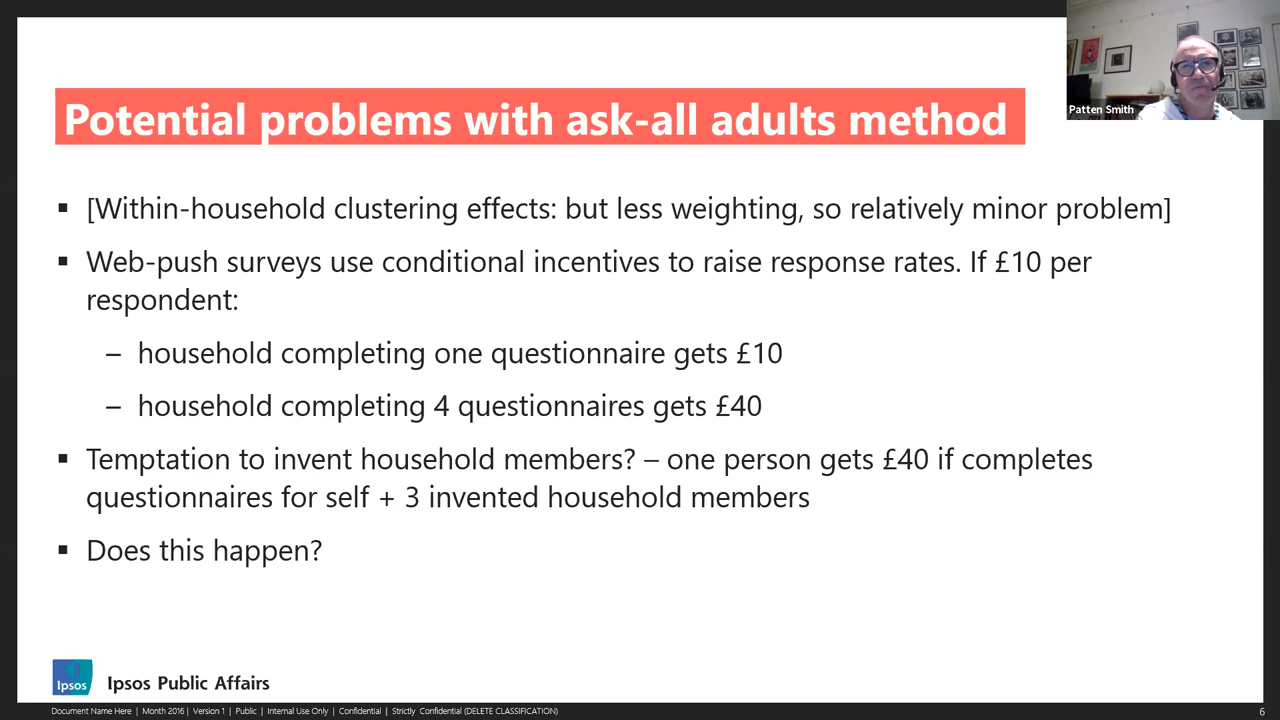 Patten Smith
Potential problems with ask-all adults method
▪ [Within-household clustering effects: but less weighting, so relatively minor problem]
▪ Web-push surveys use conditional incentives to raise response rates. If £10 per
respondent:
– household completing one questionnaire gets £10
– household completing 4 questionnaires gets £40
▪ Temptation to invent household members? – one person gets £40 if completes
questionnaires for self + 3 invented household members
▪ Does this happen?
Ipsos
Ipsos Public Affairs
Document Name Here | Month 2016 | Version 1 | Public | Internal Use Only | Confidential | Strictly Confidential (DELETE CLASSIFICATION)
6